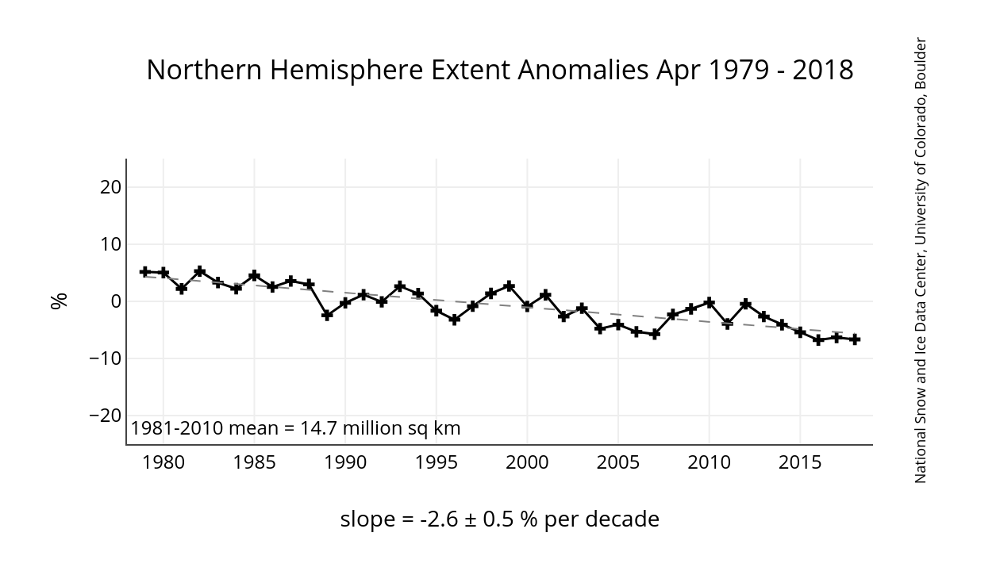 Northern Hemisphere Extent Anomalies Apr 1979 - 2018
National Snow and Ice Data Center, University of Colorado, Boulder
%
20
10
0
−10
−20
1981-2010 mean = 14.7 million sq km
1980 1985 1990 1995 2000 2005 2010 2015
slope = -2.6 ± 0.5 % per decade